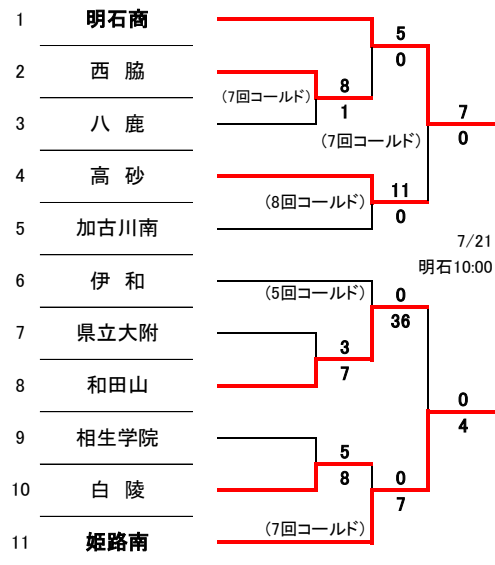 1 明石商
2 西 脇
3 八 鹿
4 高 砂
5 加古川南
6 伊 和
7 県立大附
8 和田山
9 相生学院
10 白 陵
11 姫路南
(7回コールド)
8
1
5
0
(7回コールド)
7
0
(8回コールド)
11
0
7/21
明石10:00
(5回コールド)
0
36
3
7
0
4
5
8
0
7
(7回コールド)